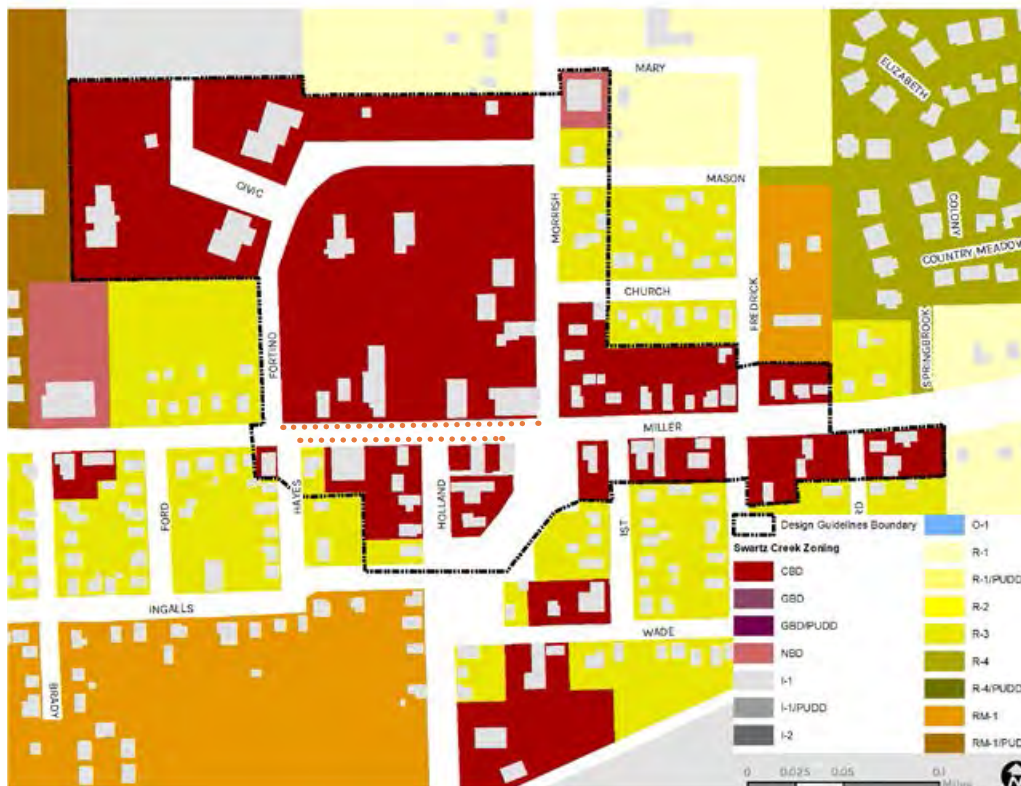 MARY
ELIZABETH
CIVIC
MASON
MORRISH
COLONY
COUNTRY MEADOW
CHURCH
FREDRICK
SPRINGBROOK
FORTINO
MILLER
HAYES
HOLLAND
FORD
1ST
RD
INGALLS
WADE
BRADY
Design Guidelines Boundary
Swartz Creek Zoning
CBD
GBD
GBD/PUDD
NBD
I-1
I-1/PUDD
I-2
O-1
R-1
R-1/PUDD
R-2
R-3
R-4
R-4/PUDD
RM-1
RM-1/PUD
0 0.025 0.05 0.1
Miles
N